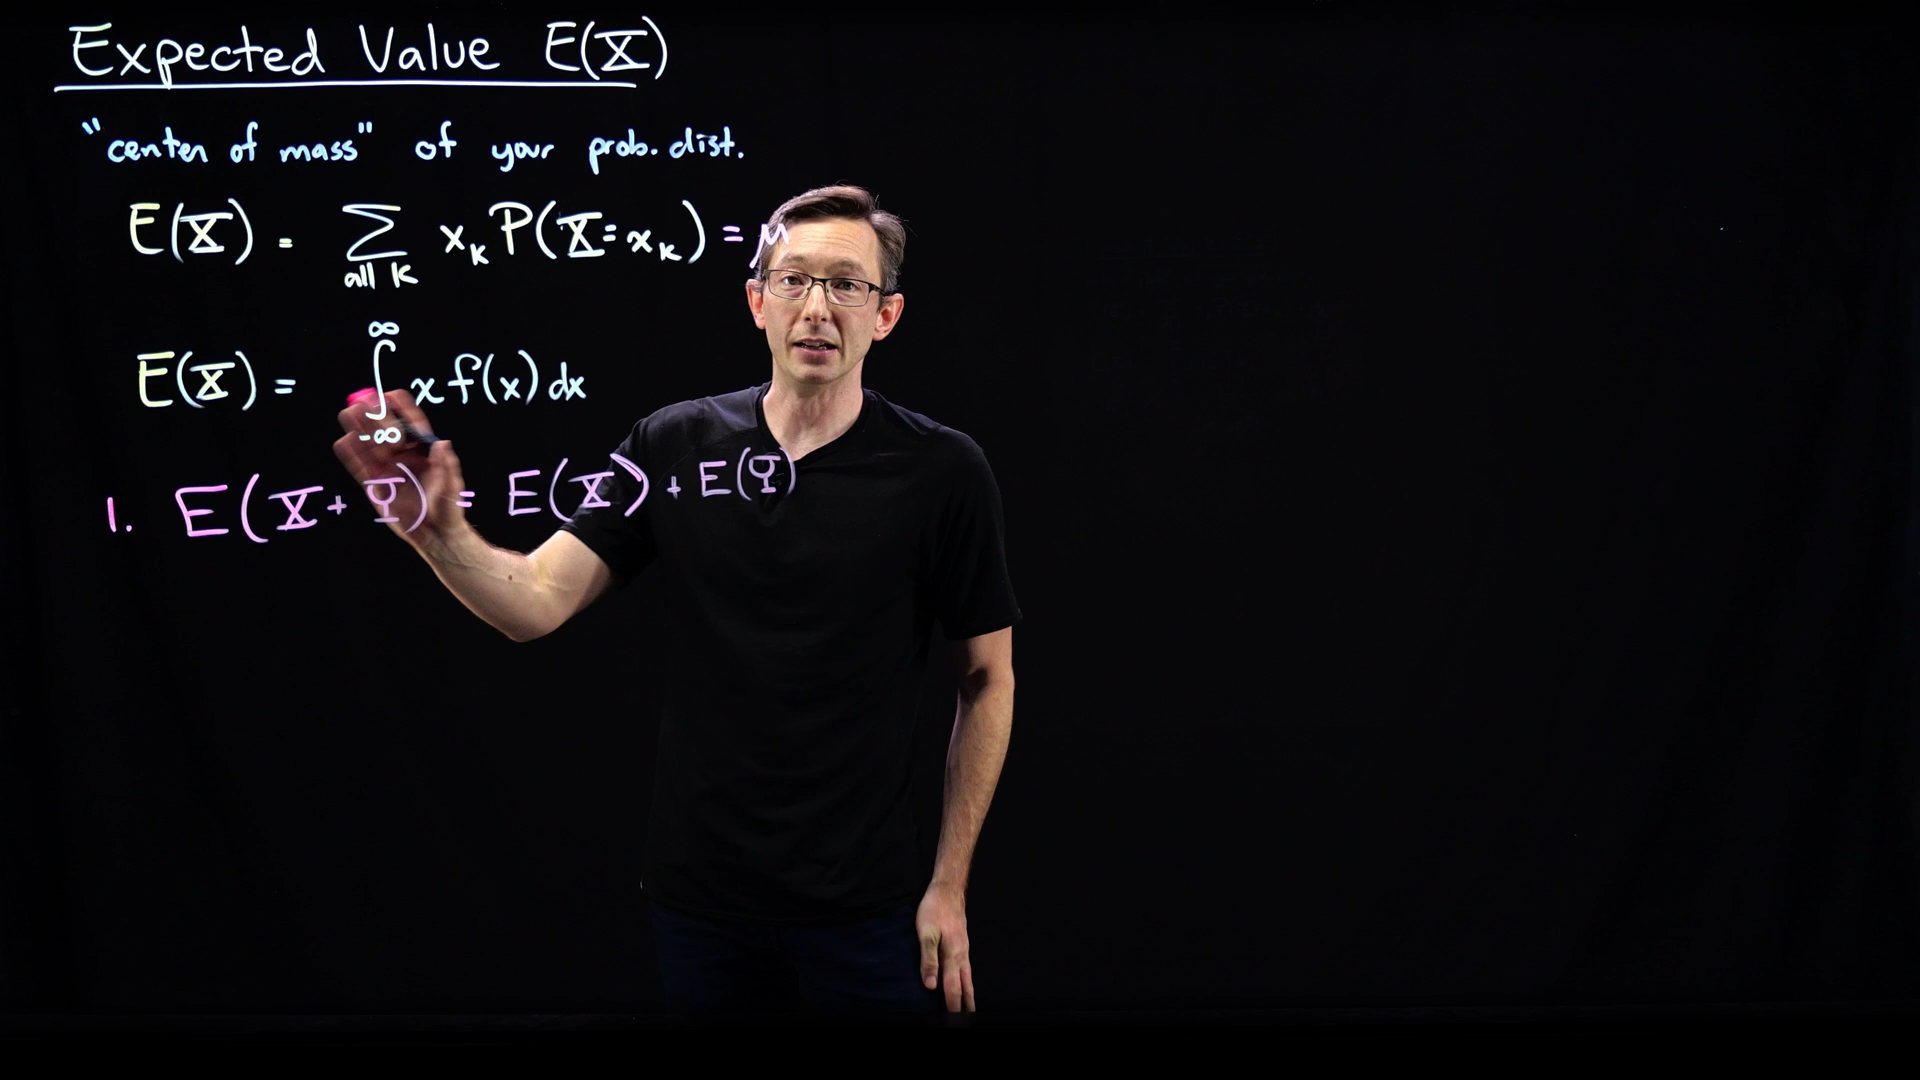 Expected Value E(X)
"center of mass" of your prob. dist.
E(X) = ∑ all k x_k P(X = x_k) = μ
E(X) = ∫ -∞ ∞ x f(x) dx
1. E(X + Y) = E(X) + E(Y)